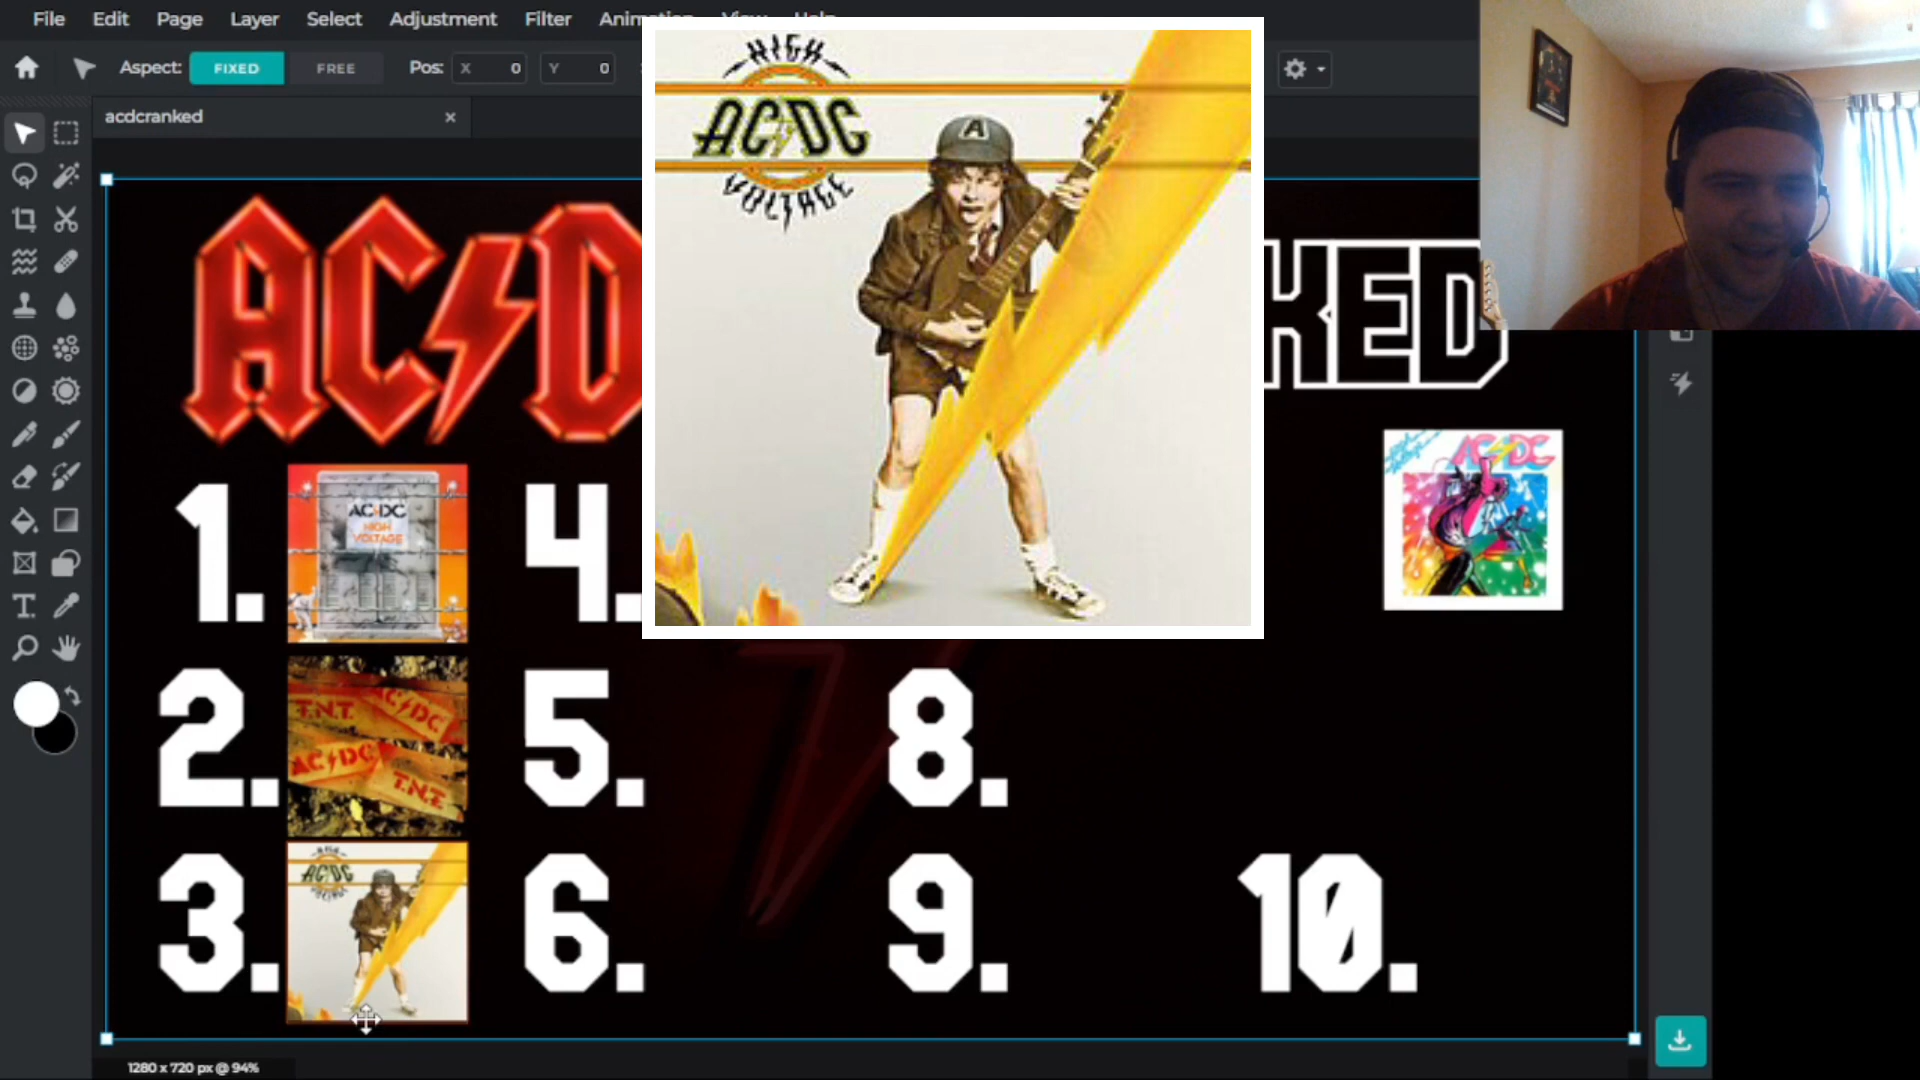 File Edit Page Layer Select Adjustment Filter
Aspect: FIXED FREE Pos: X 0 Y 0
acdcranked
HIGH
AC/DC
VOLTAGE
A
AC/D
KED
1.
AC/DC
HIGH
VOLTAGE
4.
AC/DC
2.
T.N.T.
AC/DC
AC/DC
T.N.T
5.
8.
3.
HIGH
AC/DC
6.
9.
10.
T
1280 x 720 px @ 94%